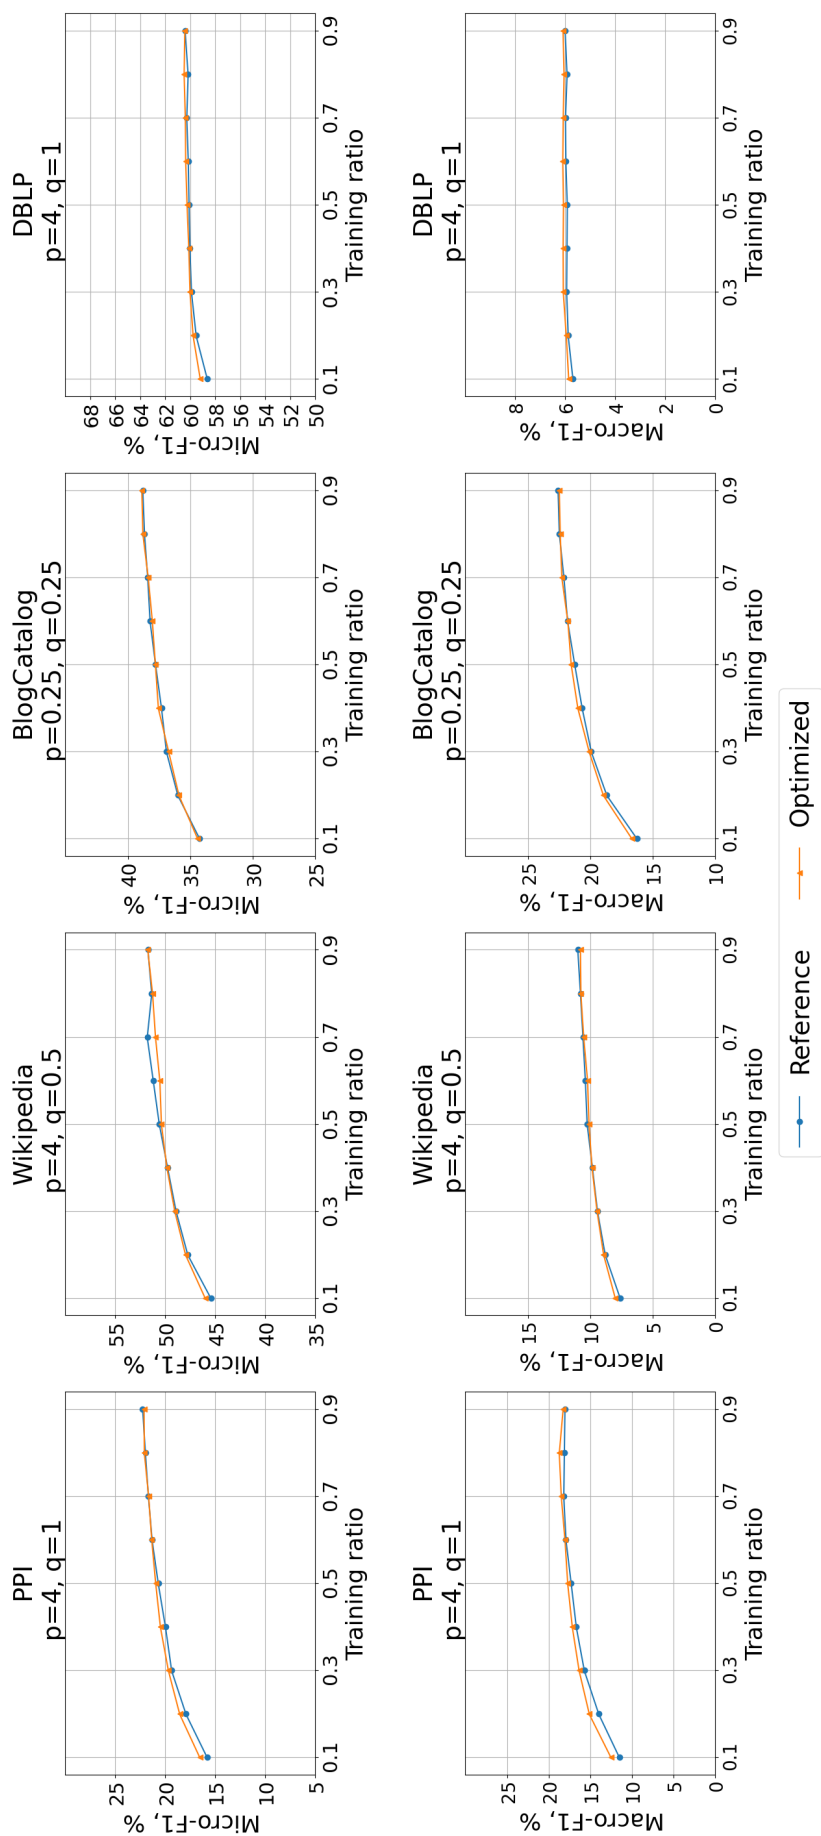 PPI
p=4, q=1
Micro-F1, %
25
20
15
10
5
0.1 0.3 0.5 0.7 0.9
Training ratio
Wikipedia
p=4, q=0.5
Micro-F1, %
55
50
45
40
35
0.1 0.3 0.5 0.7 0.9
Training ratio
BlogCatalog
p=0.25, q=0.25
Micro-F1, %
40
35
30
25
0.1 0.3 0.5 0.7 0.9
Training ratio
DBLP
p=4, q=1
Micro-F1, %
68
66
64
62
60
58
56
54
52
50
0.1 0.3 0.5 0.7 0.9
Training ratio
PPI
p=4, q=1
Macro-F1, %
25
20
15
10
5
0
0.1 0.3 0.5 0.7 0.9
Training ratio
Wikipedia
p=4, q=0.5
Macro-F1, %
15
10
5
0
0.1 0.3 0.5 0.7 0.9
Training ratio
BlogCatalog
p=0.25, q=0.25
Macro-F1, %
25
20
15
10
0.1 0.3 0.5 0.7 0.9
Training ratio
DBLP
p=4, q=1
Macro-F1, %
8
6
4
2
0
0.1 0.3 0.5 0.7 0.9
Training ratio
Reference Optimized